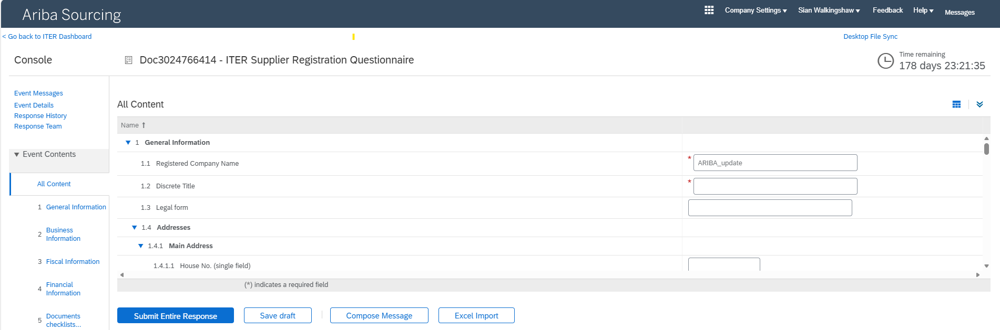 Ariba Sourcing
Company Settings
Sian Walkingshaw
Feedback
Help
Messages
< Go back to ITER Dashboard
Desktop File Sync
Console
Doc3024766414 - ITER Supplier Registration Questionnaire
Time remaining
178 days 23:21:35
Event Messages
Event Details
Response History
Response Team
Event Contents
All Content
1 General Information
2 Business
Information
3 Fiscal Information
4 Financial
Information
5 Documents
checklists...
All Content
Name ↑
1 General Information
1.1 Registered Company Name
* ARIBA_update
1.2 Discrete Title
*
1.3 Legal form
1.4 Addresses
1.4.1 Main Address
1.4.1.1 House No. (single field)
(*) indicates a required field
Submit Entire Response
Save draft
Compose Message
Excel Import